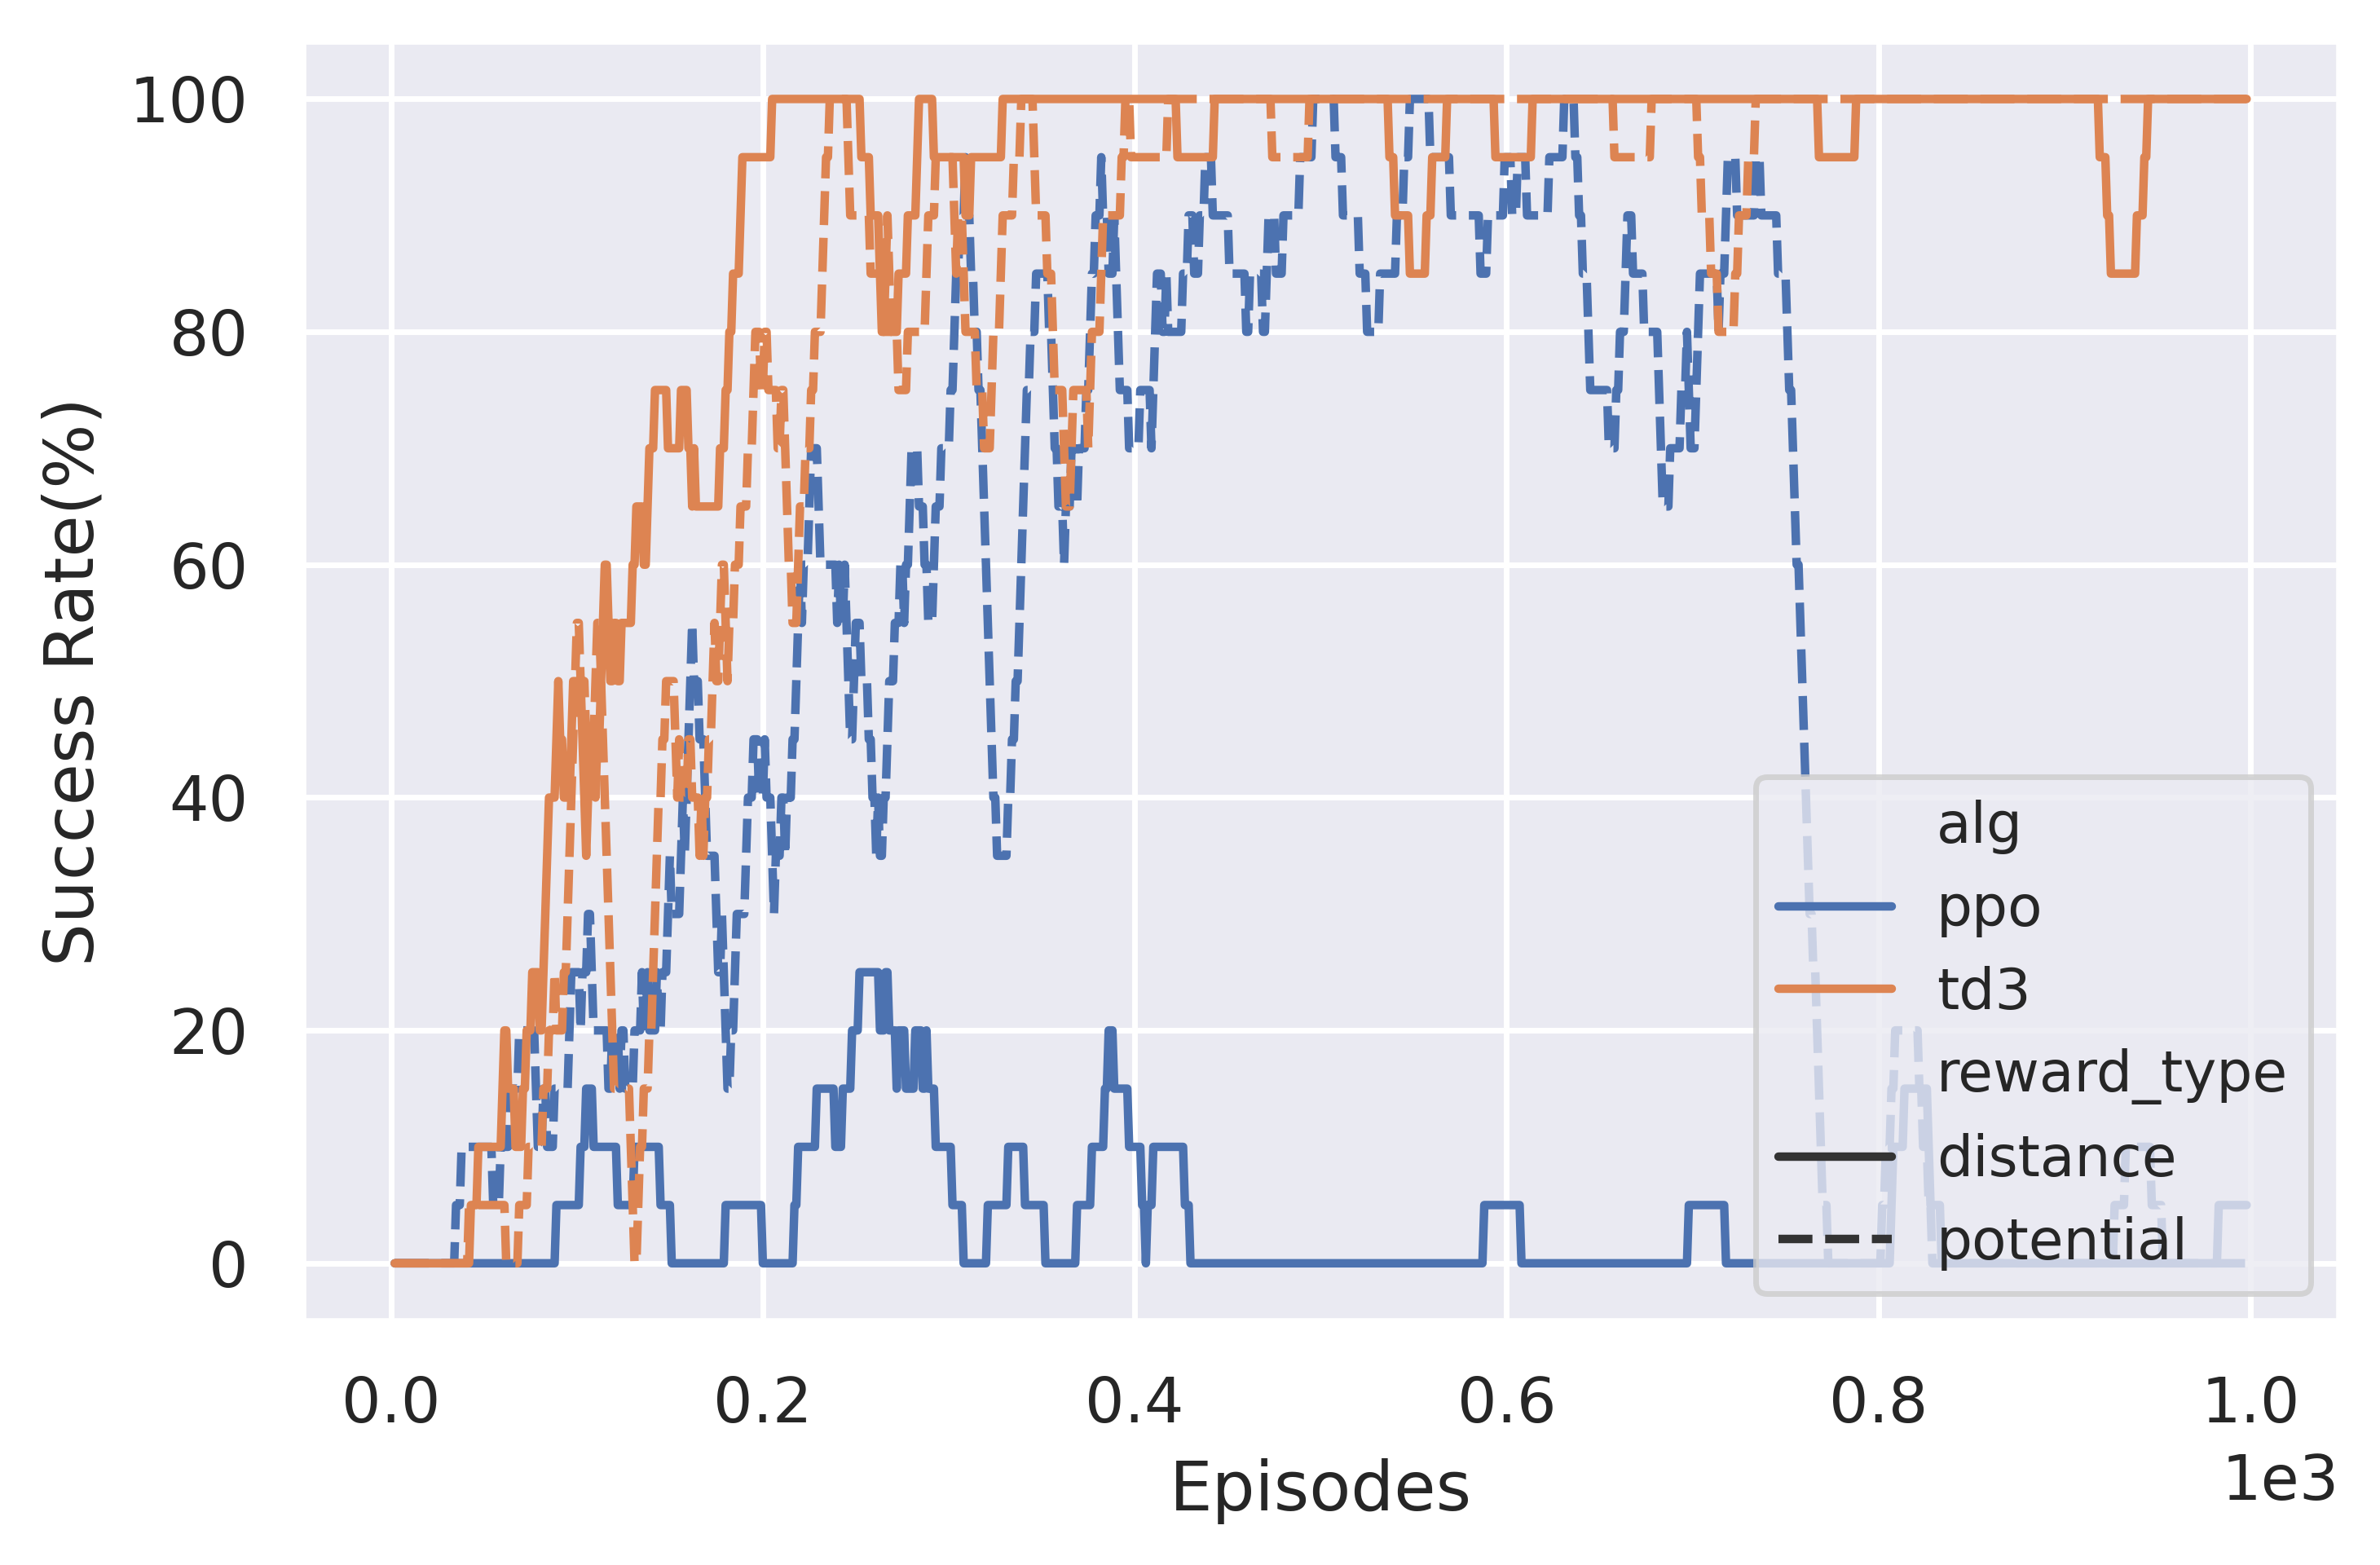 100
80
60
40
20
0
Success Rate(%)
alg
ppo
td3
reward_type
distance
potential
0.0 0.2 0.4 0.6 0.8 1.0
1e3
Episodes